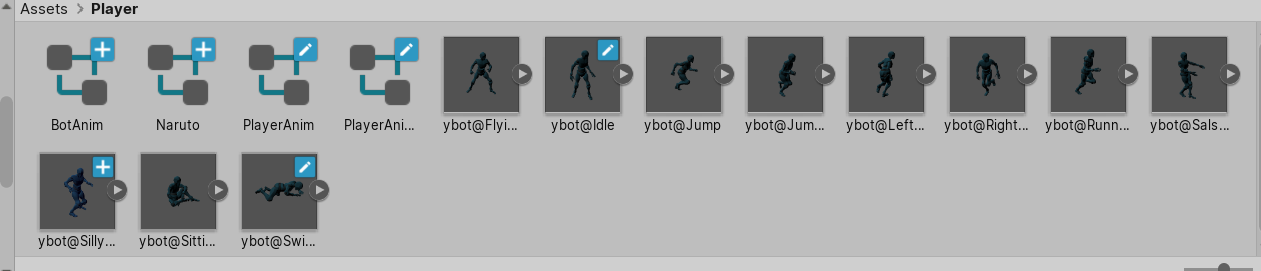 Assets > Player
BotAnim Naruto PlayerAnim PlayerAni... ybot@Flyi... ybot@Idle ybot@Jump ybot@Jum... ybot@Left... ybot@Right... ybot@Runn... ybot@Sals...
ybot@Silly... ybot@Sitti... ybot@Swi...